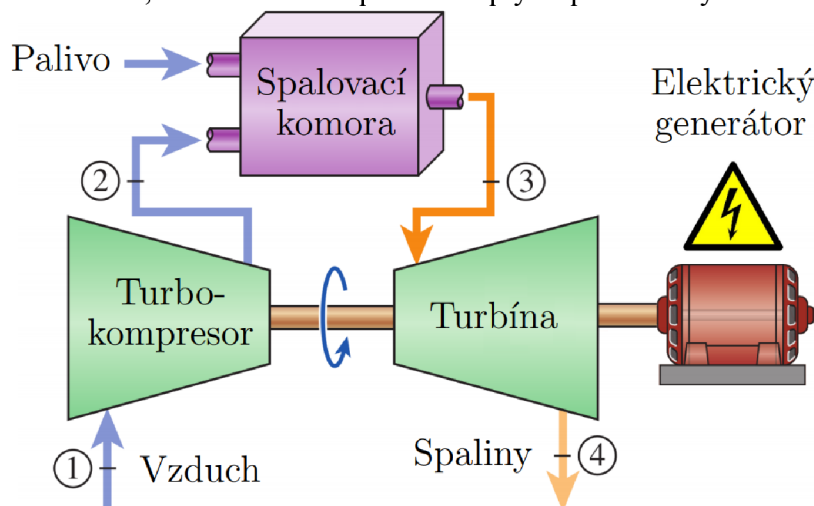 Palivo
Spalovací
komora
Elektrický
generátor
2
3
Turbo-
kompresor
Turbína
1
Vzduch
Spaliny
4